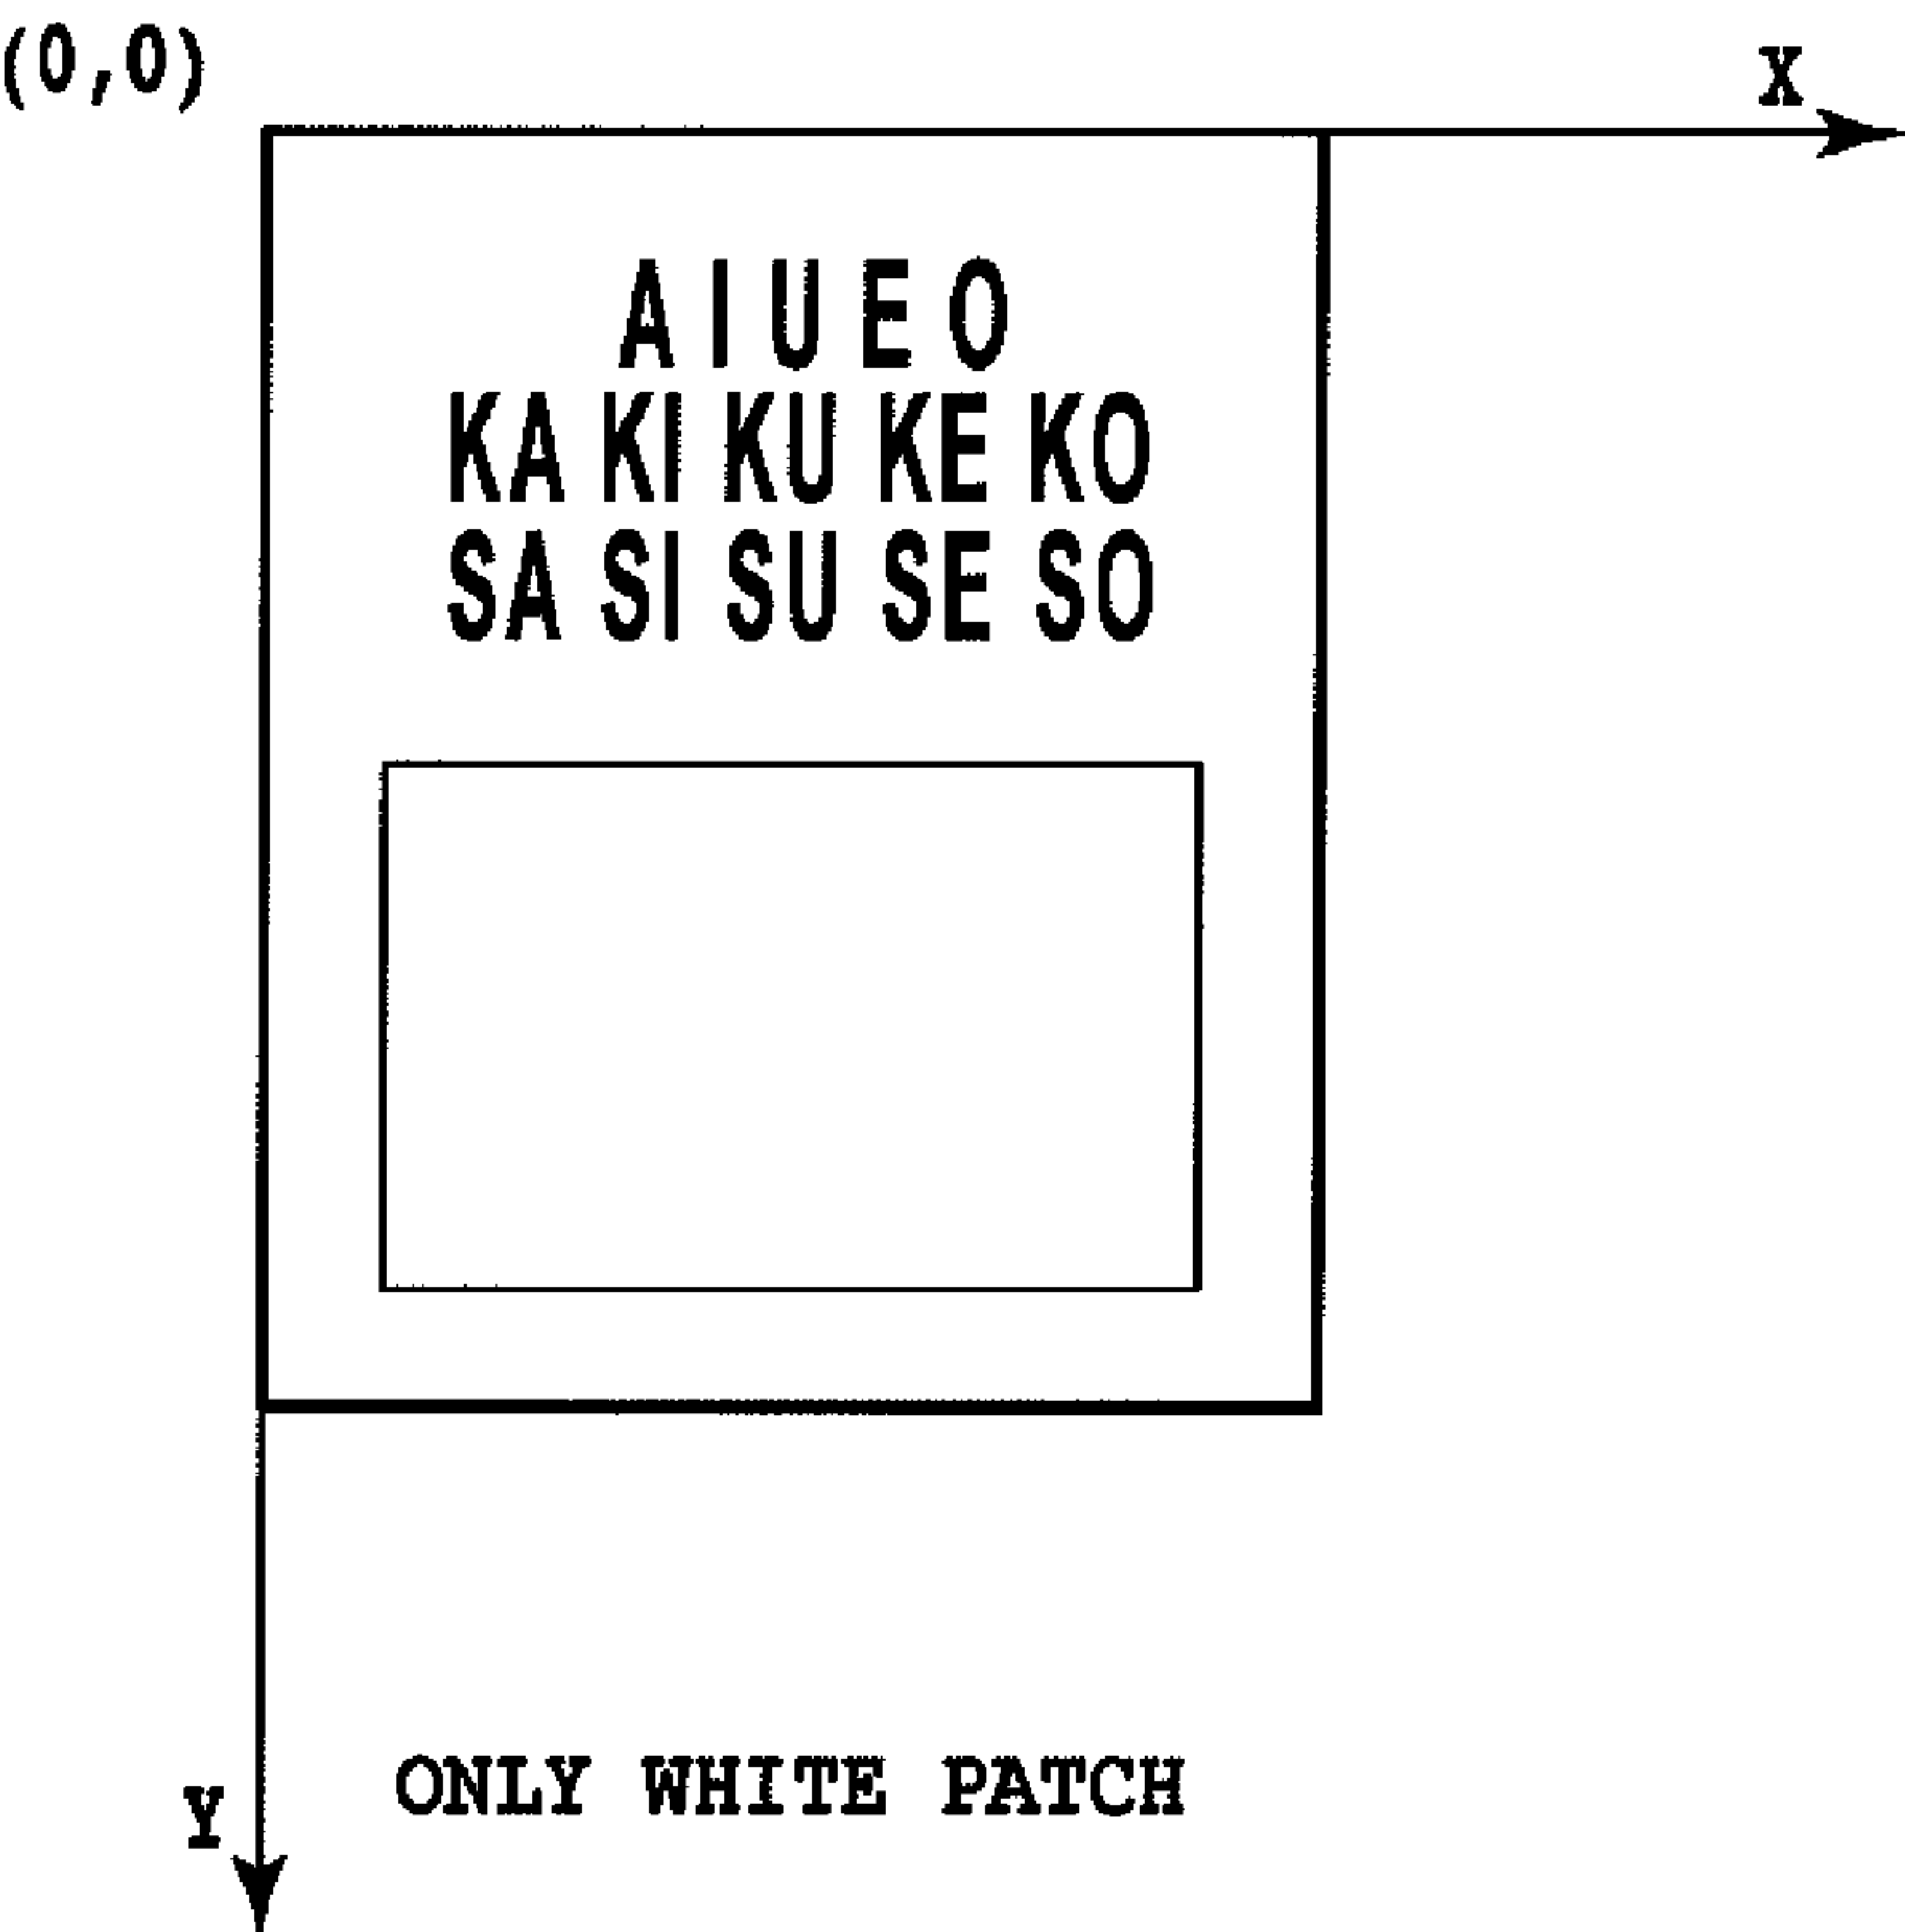 (0,0)
X
A I U E O
KA KI KU KE KO
SA SI SU SE SO
ONLY WHITE PATCH
Y